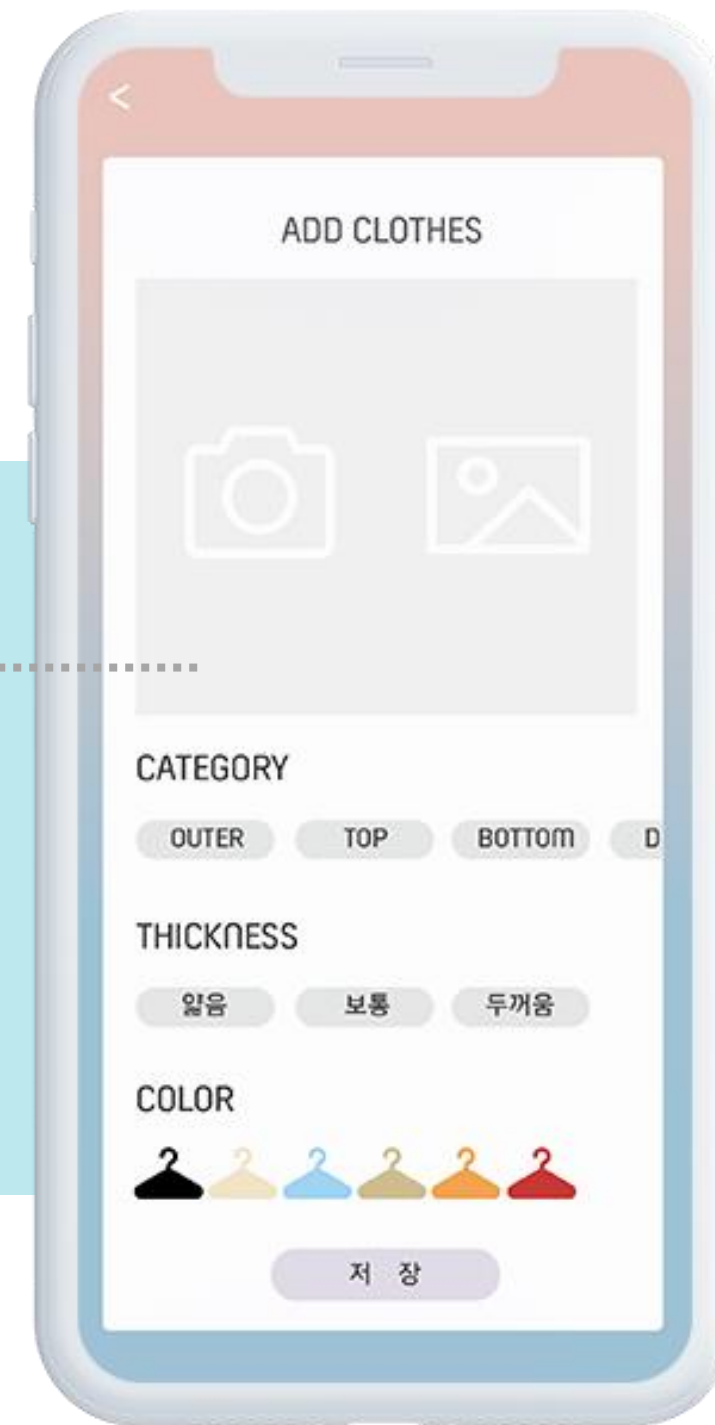 <
ADD CLOTHES
CATEGORY
OUTER TOP BOTTOM D
THICKNESS
얇음 보통 두꺼움
COLOR
저 장